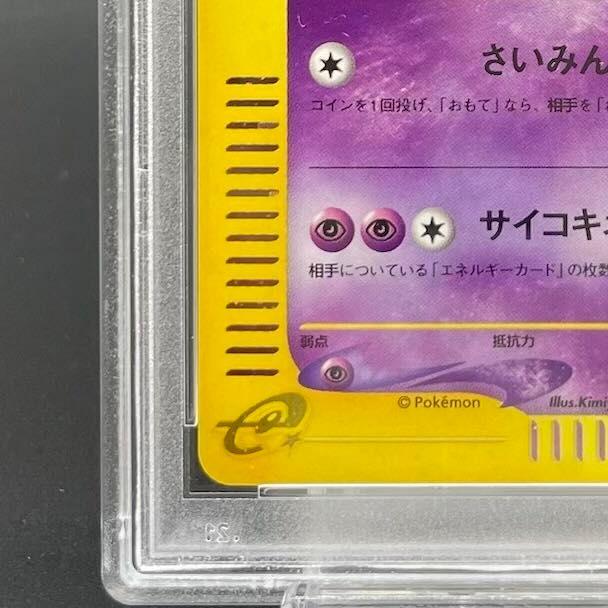 さいみん
コインを1回投げ、「おもて」なら、相手を「
サイコキネ
相手についている「エネルギーカード」の枚数
弱点 抵抗力
© Pokémon Illus.Kimi
e